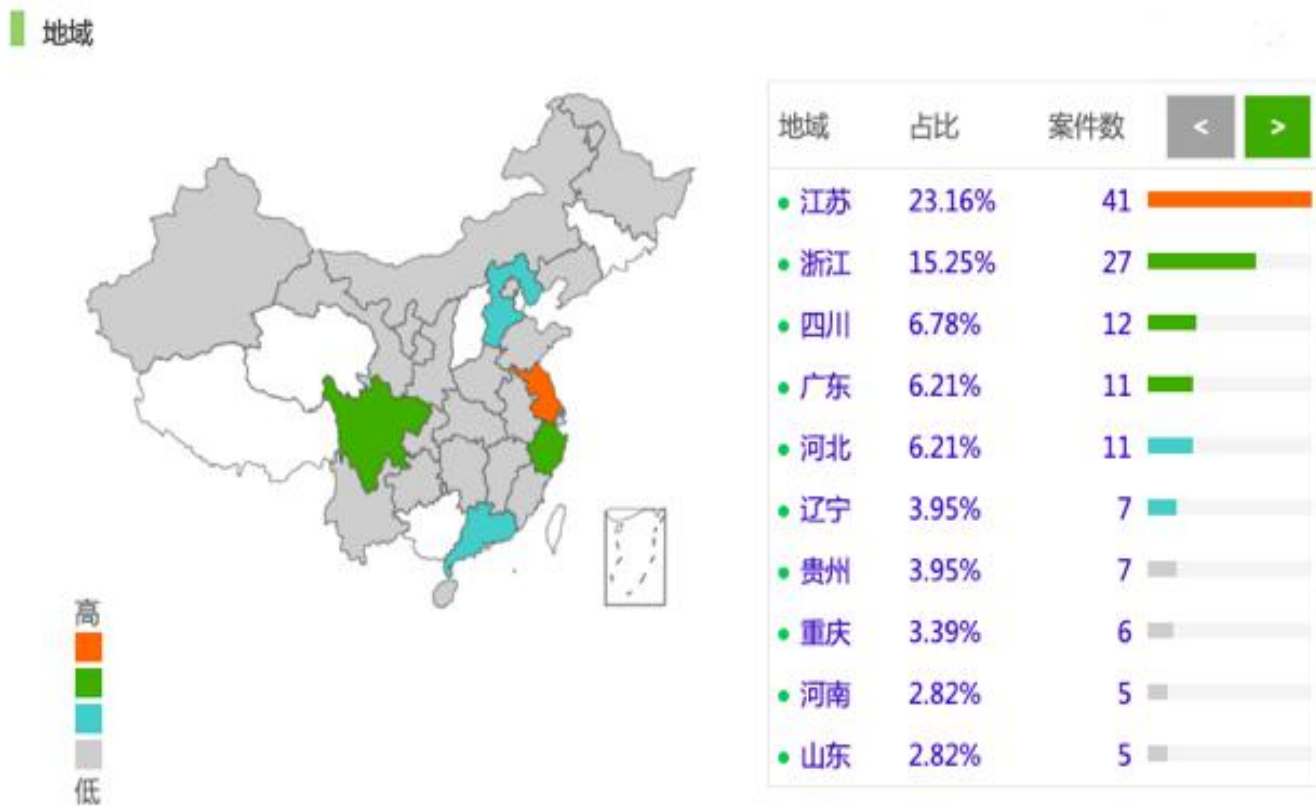 地域
地域 占比 案件数 < >
江苏 23.16% 41
浙江 15.25% 27
四川 6.78% 12
广东 6.21% 11
河北 6.21% 11
辽宁 3.95% 7
贵州 3.95% 7
重庆 3.39% 6
河南 2.82% 5
山东 2.82% 5
高
低